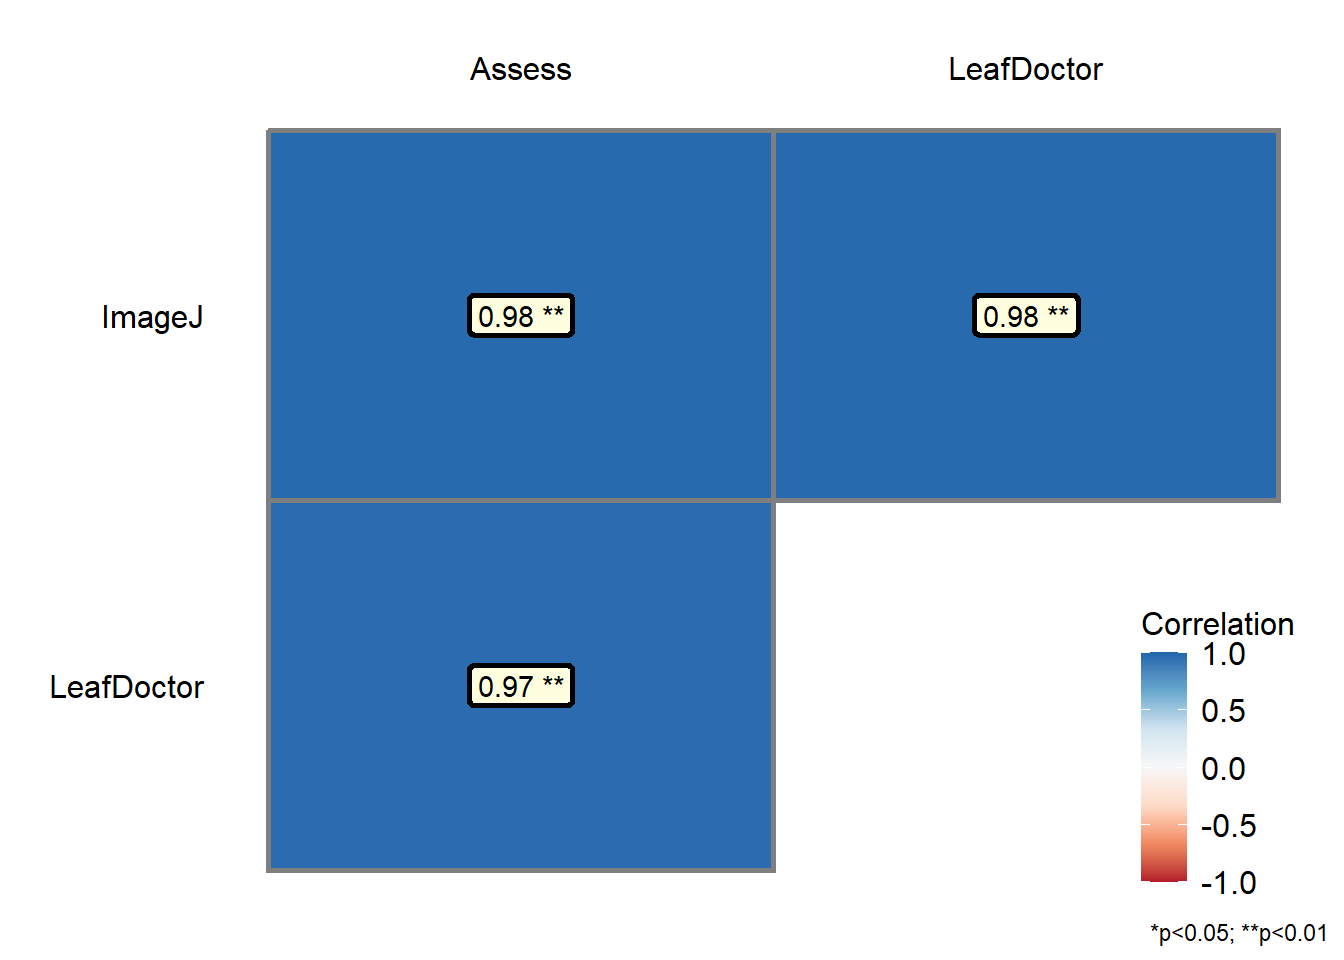 Assess LeafDoctor
ImageJ 0.98 ** 0.98 **
LeafDoctor 0.97 **
Correlation
1.0
0.5
0.0
-0.5
-1.0
*p<0.05; **p<0.01